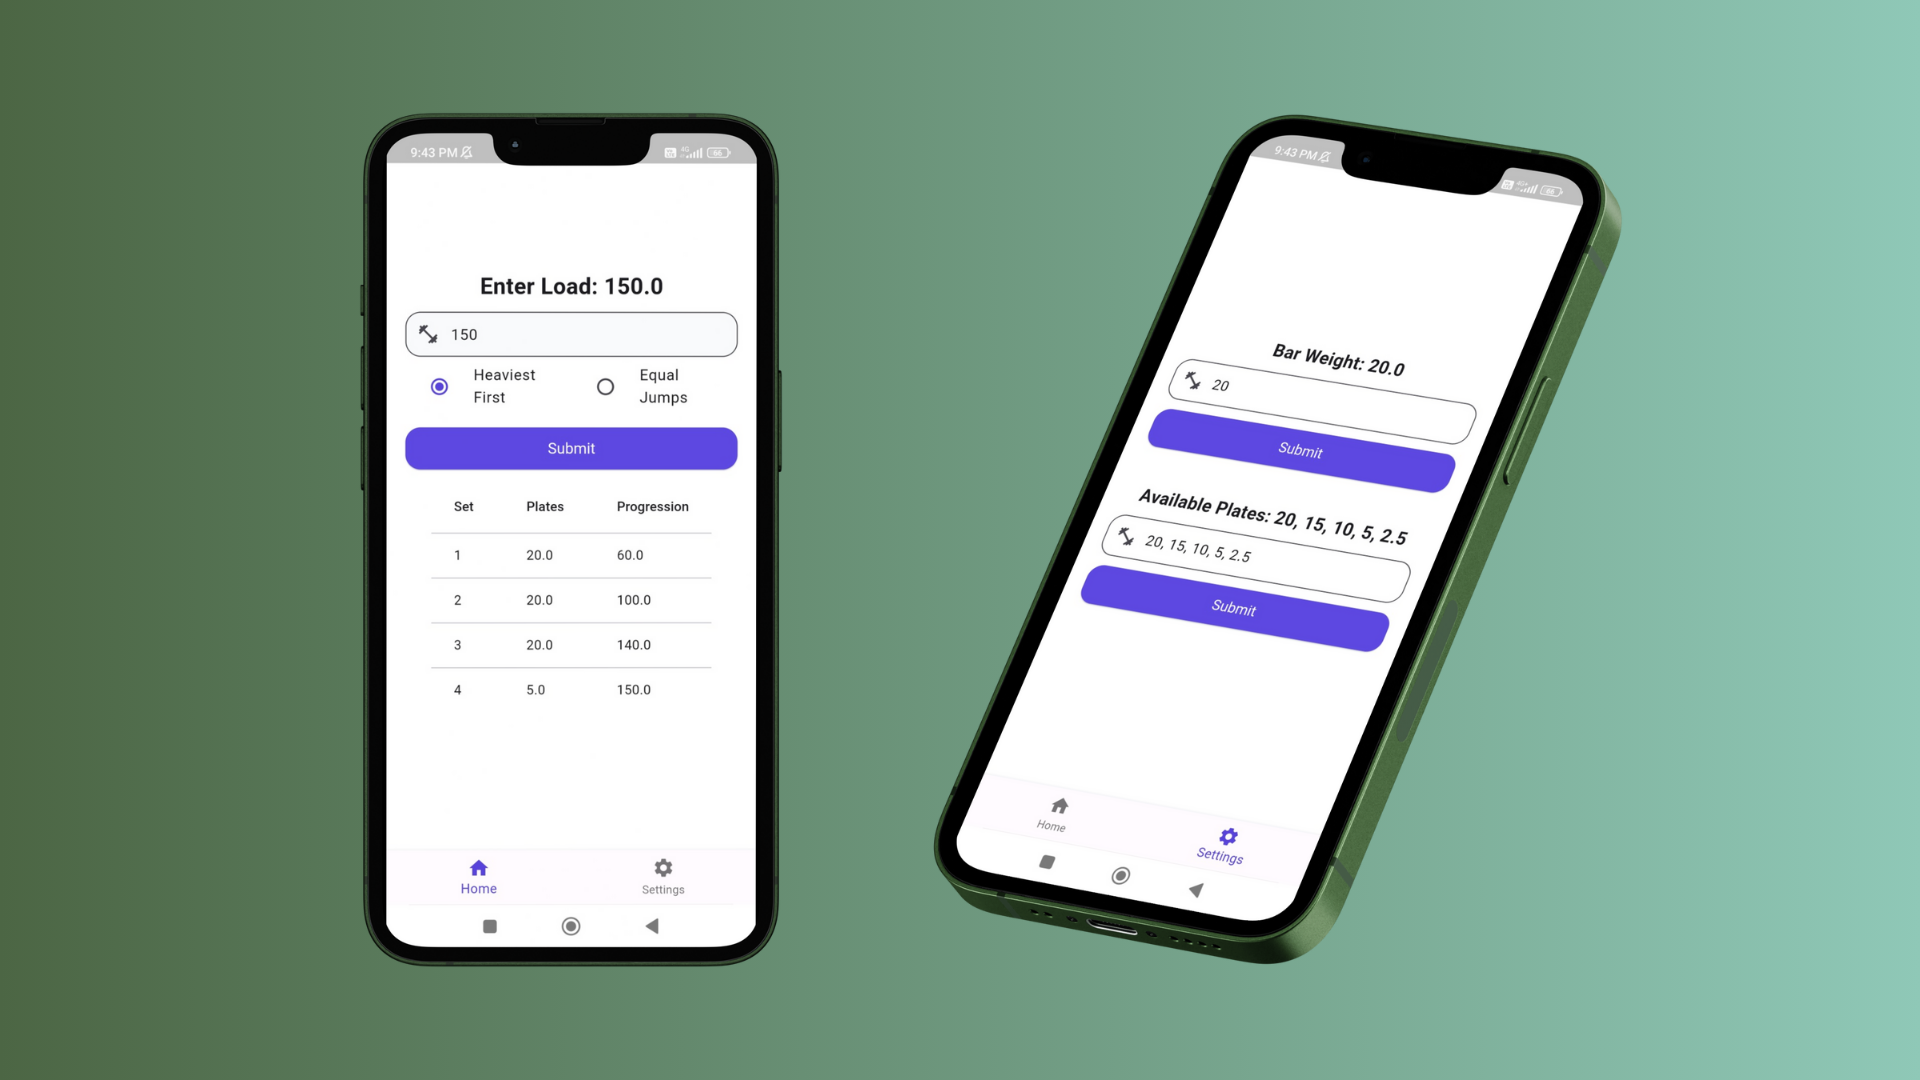 9:43 PM
66
Enter Load: 150.0
150
Heaviest First
Equal Jumps
Submit
Set Plates Progression
1 20.0 60.0
2 20.0 100.0
3 20.0 140.0
4 5.0 150.0
Home Settings
9:43 PM
66
Bar Weight: 20.0
20
Submit
Available Plates: 20, 15, 10, 5, 2.5
20, 15, 10, 5, 2.5
Submit
Home Settings